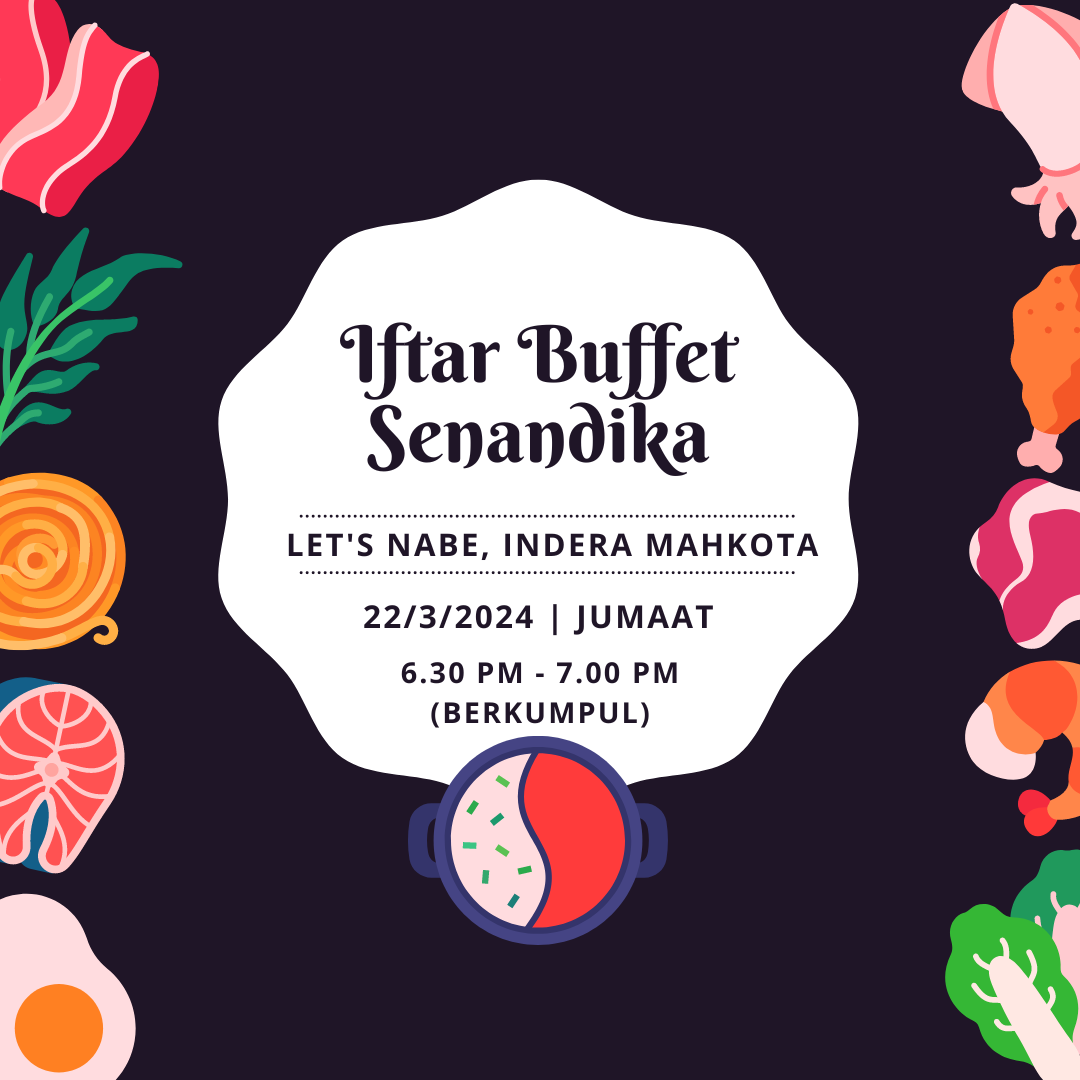 Iftar Buffet
Senandika
LET'S NABE, INDERA MAHKOTA
22/3/2024 | JUMAAT
6.30 PM - 7.00 PM
(BERKUMPUL)